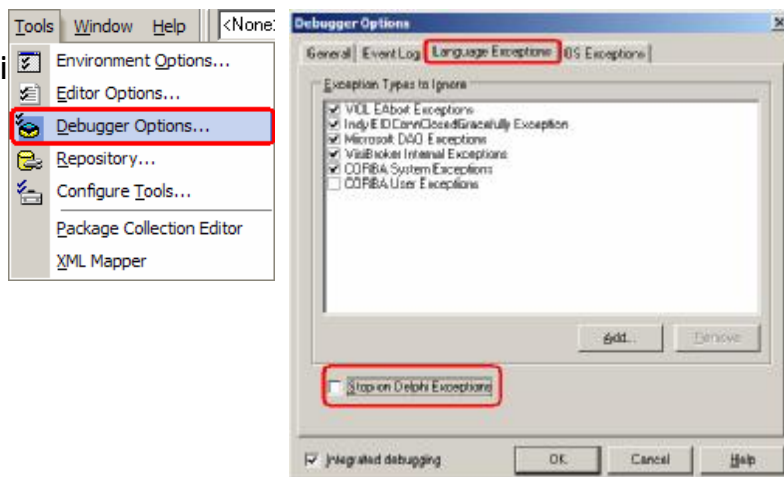 Tools Window Help <None>
i
Environment Options...
Editor Options...
Debugger Options...
Repository...
Configure Tools...
Package Collection Editor
XML Mapper
Debugger Options
General Event Log Language Exceptions OS Exceptions
Exception Types to Ignore
VCL EAbort Exceptions
Indy EIDConnClosedGracefully Exception
Microsoft DAO Exceptions
VisiBroker Internal Exceptions
CORBA System Exceptions
CORBA User Exceptions
Add... Remove
Stop on Delphi Exceptions
Integrated debugging OK Cancel Help